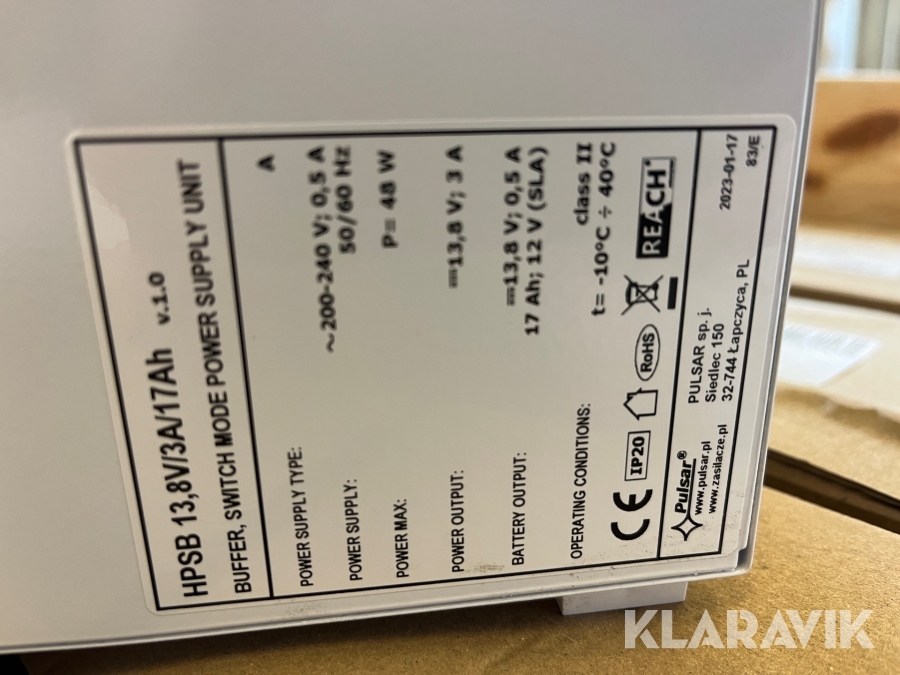 HPSB 13,8V/3A/17Ah v.1.0
BUFFER, SWITCH MODE POWER SUPPLY UNIT
POWER SUPPLY TYPE: A
POWER SUPPLY: ~200-240 V; 0,5 A
50/60 Hz
POWER MAX: P= 48 W
POWER OUTPUT: ⎓13,8 V; 3 A
BATTERY OUTPUT: ⎓13,8 V; 0,5 A
17 Ah; 12 V (SLA)
OPERATING CONDITIONS: class II
t= -10°C ÷ 40°C
CE IP20 RoHS REACH
Pulsar®
www.pulsar.pl
www.zasilacze.pl
PULSAR sp. j.
Siedlec 150
32-744 Łapczyca, PL
2023-01-17
83/E
KLARAVIK